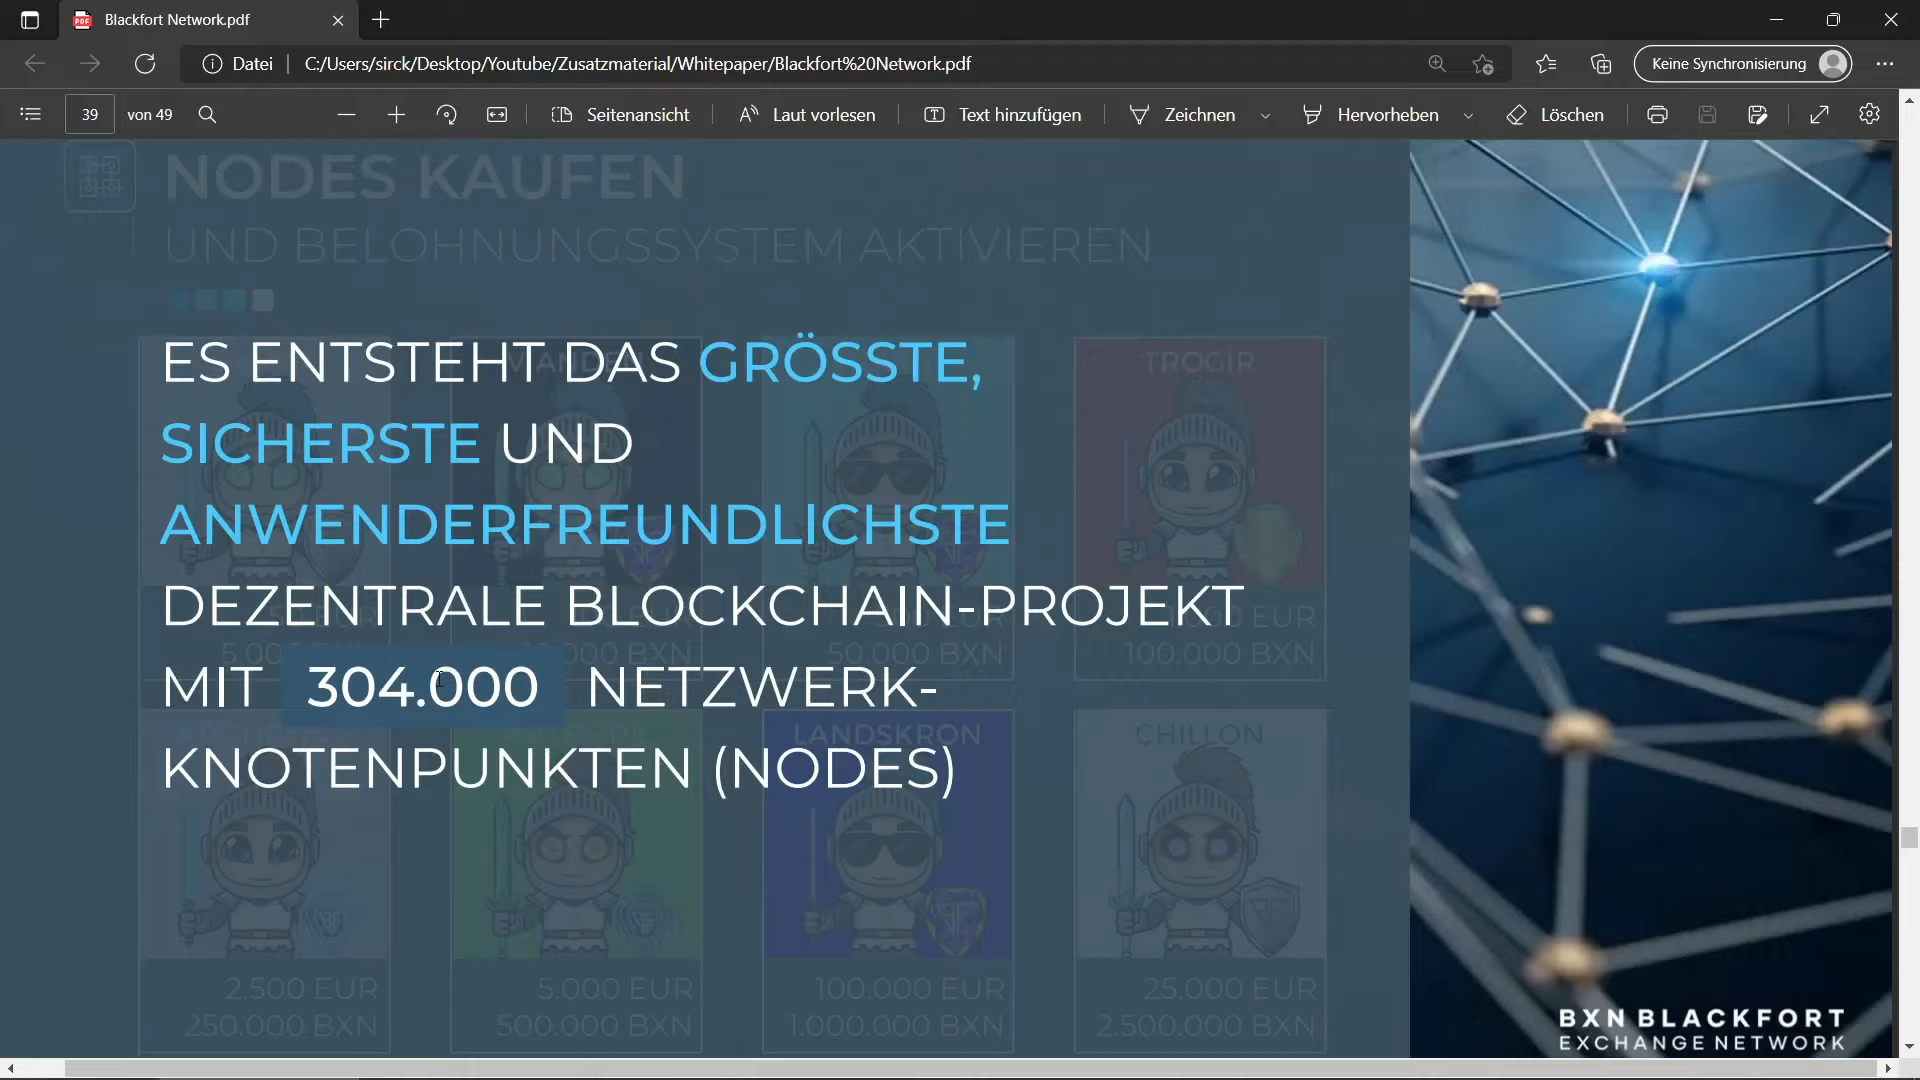 Blackfort Network.pdf
Datei
C:/Users/sirck/Desktop/Youtube/Zusatzmaterial/Whitepaper/Blackfort%20Network.pdf
Keine Synchronisierung
39 von 49
Seitenansicht
Laut vorlesen
Text hinzufügen
Zeichnen
Hervorheben
Löschen
NODES KAUFEN
UND BELOHNUNGSSYSTEM AKTIVIEREN
ES ENTSTEHT DAS GRÖSSTE,
SICHERSTE UND
ANWENDERFREUNDLICHSTE
DEZENTRALE BLOCKCHAIN-PROJEKT
MIT 304.000 NETZWERK-
KNOTENPUNKTEN (NODES)
TROGIR
EUR
50.000 BXN
100.000 BXN
LANDSKRON
CHILLON
2.500 EUR
250.000 BXN
5.000 EUR
500.000 BXN
100.000 EUR
1.000.000 BXN
25.000 EUR
2.500.000 BXN
BXN BLACKFORT
EXCHANGE NETWORK